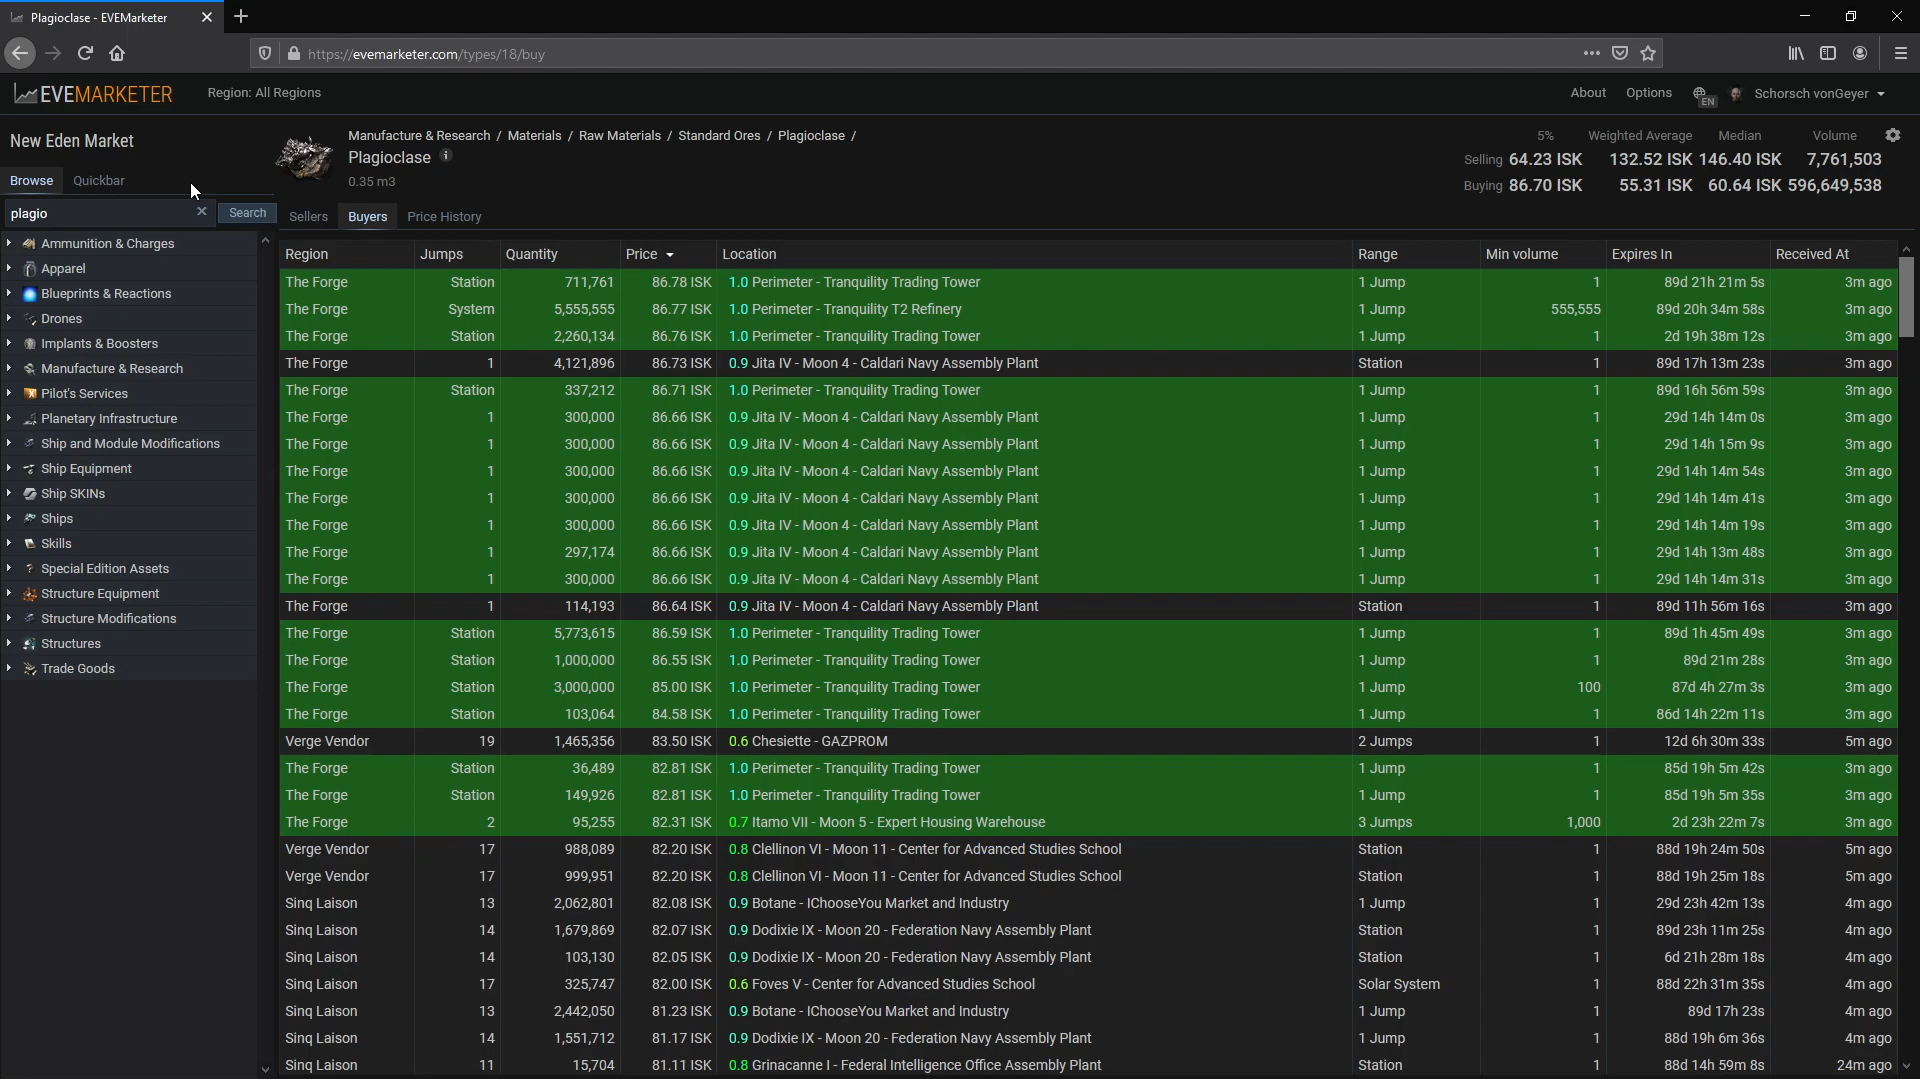 Plagioclase - EVEMarketer
https://evemarketer.com/types/18/buy
EVEMARKETER Region: All Regions About Options EN Schorsch vonGeyer
New Eden Market
Manufacture & Research / Materials / Raw Materials / Standard Ores / Plagioclase /
Plagioclase
0.35 m3
5% Weighted Average Median Volume
Selling 64.23 ISK 132.52 ISK 146.40 ISK 7,761,503
Buying 86.70 ISK 55.31 ISK 60.64 ISK 596,649,538
Browse Quickbar
plagio Search
Sellers Buyers Price History
Ammunition & Charges
Apparel
Blueprints & Reactions
Drones
Implants & Boosters
Manufacture & Research
Pilot's Services
Planetary Infrastructure
Ship and Module Modifications
Ship Equipment
Ship SKINs
Ships
Skills
Special Edition Assets
Structure Equipment
Structure Modifications
Structures
Trade Goods
Region Jumps Quantity Price Location Range Min volume Expires In Received At
The Forge Station 711,761 86.78 ISK 1.0 Perimeter - Tranquility Trading Tower 1 Jump 1 89d 21h 21m 5s 3m ago
The Forge System 5,555,555 86.77 ISK 1.0 Perimeter - Tranquility T2 Refinery 1 Jump 555,555 89d 20h 34m 58s 3m ago
The Forge Station 2,260,134 86.76 ISK 1.0 Perimeter - Tranquility Trading Tower 1 Jump 1 2d 19h 38m 12s 3m ago
The Forge 1 4,121,896 86.73 ISK 0.9 Jita IV - Moon 4 - Caldari Navy Assembly Plant Station 1 89d 17h 13m 23s 3m ago
The Forge Station 337,212 86.71 ISK 1.0 Perimeter - Tranquility Trading Tower 1 Jump 1 89d 16h 56m 59s 3m ago
The Forge 1 300,000 86.66 ISK 0.9 Jita IV - Moon 4 - Caldari Navy Assembly Plant 1 Jump 1 29d 14h 14m 0s 3m ago
The Forge 1 300,000 86.66 ISK 0.9 Jita IV - Moon 4 - Caldari Navy Assembly Plant 1 Jump 1 29d 14h 15m 9s 3m ago
The Forge 1 300,000 86.66 ISK 0.9 Jita IV - Moon 4 - Caldari Navy Assembly Plant 1 Jump 1 29d 14h 14m 54s 3m ago
The Forge 1 300,000 86.66 ISK 0.9 Jita IV - Moon 4 - Caldari Navy Assembly Plant 1 Jump 1 29d 14h 14m 41s 3m ago
The Forge 1 300,000 86.66 ISK 0.9 Jita IV - Moon 4 - Caldari Navy Assembly Plant 1 Jump 1 29d 14h 14m 19s 3m ago
The Forge 1 297,174 86.66 ISK 0.9 Jita IV - Moon 4 - Caldari Navy Assembly Plant 1 Jump 1 29d 14h 13m 48s 3m ago
The Forge 1 300,000 86.66 ISK 0.9 Jita IV - Moon 4 - Caldari Navy Assembly Plant 1 Jump 1 29d 14h 14m 31s 3m ago
The Forge 1 114,193 86.64 ISK 0.9 Jita IV - Moon 4 - Caldari Navy Assembly Plant Station 1 89d 11h 56m 16s 3m ago
The Forge Station 5,773,615 86.59 ISK 1.0 Perimeter - Tranquility Trading Tower 1 Jump 1 89d 1h 45m 49s 3m ago
The Forge Station 1,000,000 86.55 ISK 1.0 Perimeter - Tranquility Trading Tower 1 Jump 1 89d 21m 28s 3m ago
The Forge Station 3,000,000 85.00 ISK 1.0 Perimeter - Tranquility Trading Tower 1 Jump 100 87d 4h 27m 3s 3m ago
The Forge Station 103,064 84.58 ISK 1.0 Perimeter - Tranquility Trading Tower 1 Jump 1 86d 14h 22m 11s 3m ago
Verge Vendor 19 1,465,356 83.50 ISK 0.6 Chesiette - GAZPROM 2 Jumps 1 12d 6h 30m 33s 5m ago
The Forge Station 36,489 82.81 ISK 1.0 Perimeter - Tranquility Trading Tower 1 Jump 1 85d 19h 5m 42s 3m ago
The Forge Station 149,926 82.81 ISK 1.0 Perimeter - Tranquility Trading Tower 1 Jump 1 85d 19h 5m 35s 3m ago
The Forge 2 95,255 82.31 ISK 0.7 Itamo VII - Moon 5 - Expert Housing Warehouse 3 Jumps 1,000 2d 23h 22m 7s 3m ago
Verge Vendor 17 988,089 82.20 ISK 0.8 Clellinon VI - Moon 11 - Center for Advanced Studies School Station 1 88d 19h 24m 50s 5m ago
Verge Vendor 17 999,951 82.20 ISK 0.8 Clellinon VI - Moon 11 - Center for Advanced Studies School Station 1 88d 19h 25m 18s 5m ago
Sinq Laison 13 2,062,801 82.08 ISK 0.9 Botane - IChooseYou Market and Industry 1 Jump 1 29d 23h 42m 13s 4m ago
Sinq Laison 14 1,679,869 82.07 ISK 0.9 Dodixie IX - Moon 20 - Federation Navy Assembly Plant Station 1 89d 23h 11m 25s 4m ago
Sinq Laison 14 103,130 82.05 ISK 0.9 Dodixie IX - Moon 20 - Federation Navy Assembly Plant Station 1 6d 21h 28m 18s 4m ago
Sinq Laison 17 325,747 82.00 ISK 0.6 Foves V - Center for Advanced Studies School Solar System 1 88d 22h 31m 35s 4m ago
Sinq Laison 13 2,442,050 81.23 ISK 0.9 Botane - IChooseYou Market and Industry 1 Jump 1 89d 17h 23s 4m ago
Sinq Laison 14 1,551,712 81.17 ISK 0.9 Dodixie IX - Moon 20 - Federation Navy Assembly Plant 1 Jump 1 88d 19h 6m 36s 4m ago
Sinq Laison 11 15,704 81.11 ISK 0.8 Grinacanne I - Federal Intelligence Office Assembly Plant Station 1 88d 14h 59m 8s 24m ago